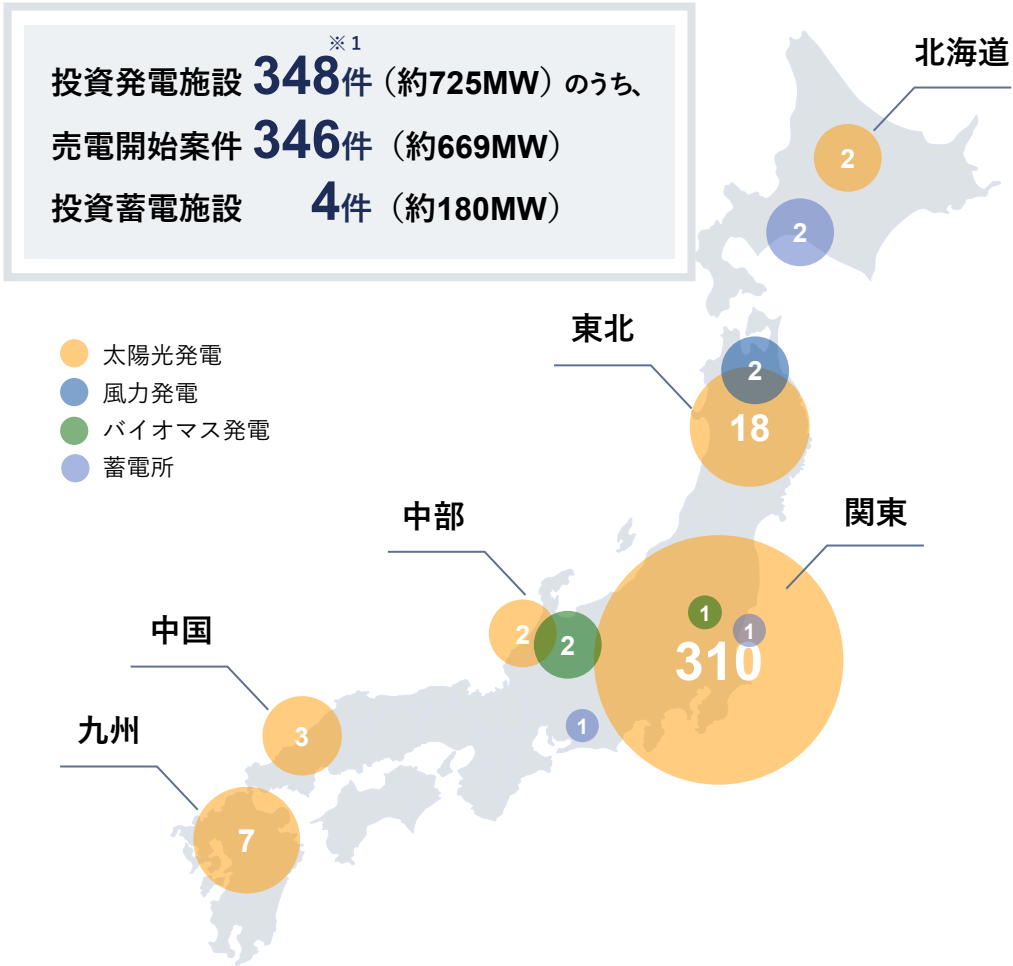 ※1
投資発電施設 348件（約725MW）のうち、
売電開始案件 346件（約669MW）
投資蓄電施設 4件（約180MW）
北海道
2
2
東北
2
18
太陽光発電
風力発電
バイオマス発電
蓄電所
中部
関東
2
2
1
1
310
中国
1
3
九州
7